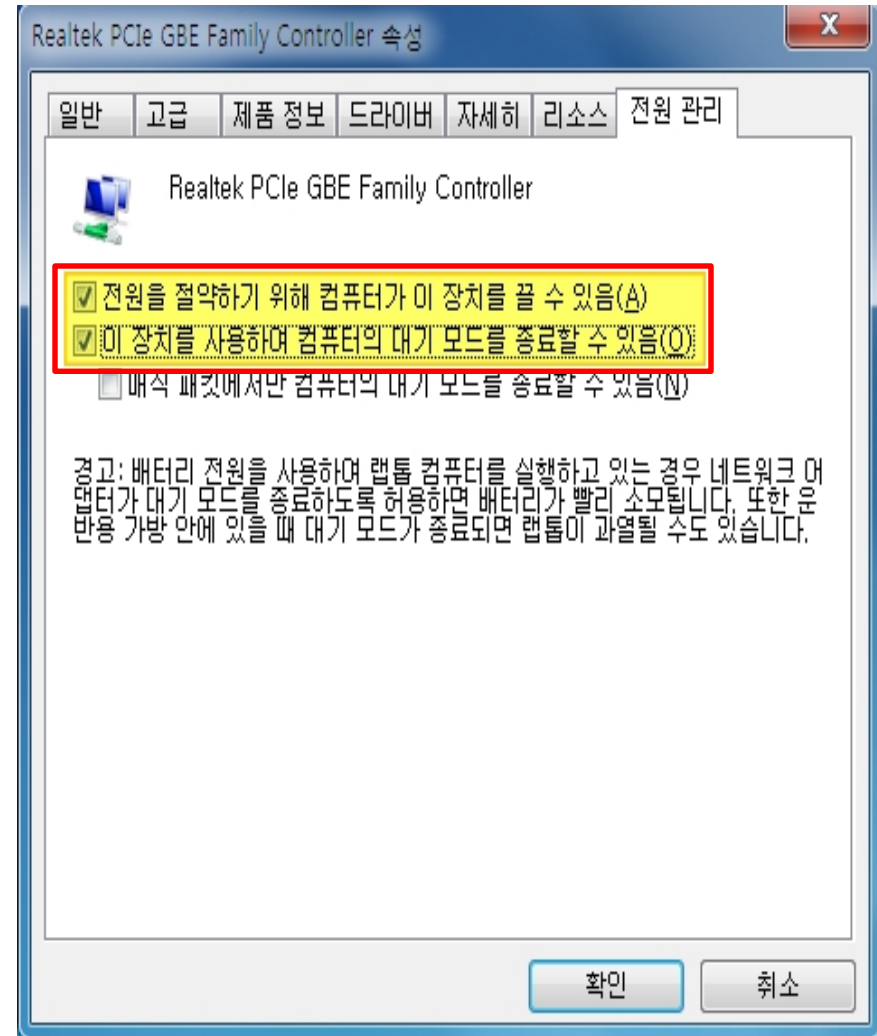 Realtek PCIe GBE Family Controller 속성
X
일반 고급 제품 정보 드라이버 자세히 리소스 전원 관리
Realtek PCIe GBE Family Controller
전원을 절약하기 위해 컴퓨터가 이 장치를 끌 수 있음(A)
이 장치를 사용하여 컴퓨터의 대기 모드를 종료할 수 있음(O)
매직 패킷에서만 컴퓨터의 대기 모드를 종료할 수 있음(N)
경고: 배터리 전원을 사용하여 랩톱 컴퓨터를 실행하고 있는 경우 네트워크 어
댑터가 대기 모드를 종료하도록 허용하면 배터리가 빨리 소모됩니다. 또한 운
반용 가방 안에 있을 때 대기 모드가 종료되면 랩톱이 과열될 수도 있습니다.
확인 취소